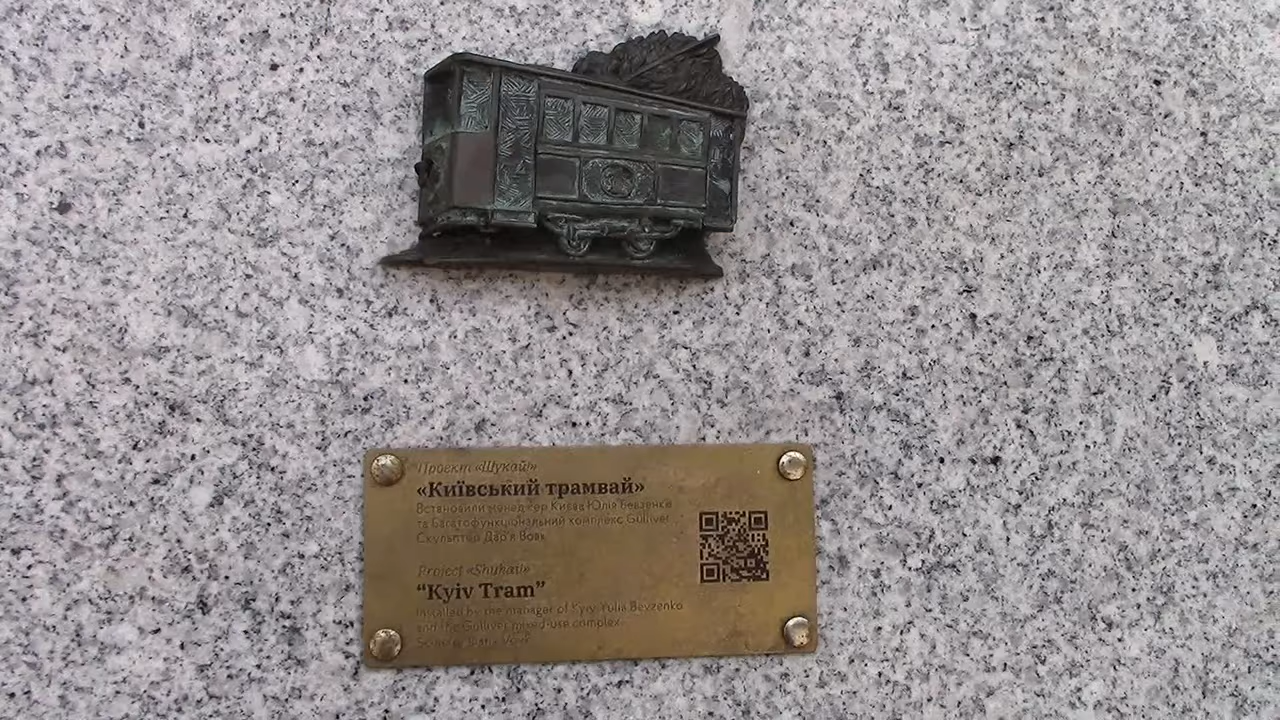 Проєкт «Шукай!»
«Київський трамвай»
Встановили менеджер Києва Юлія Бевзенко
та багатофункціональний комплекс Gulliver
Скульптор Дар'я Вовк
Project «Shukai!»
“Kyiv Tram”
Installed by the manager of Kyiv Yulia Bevzenko
and the Gulliver mixed-use complex